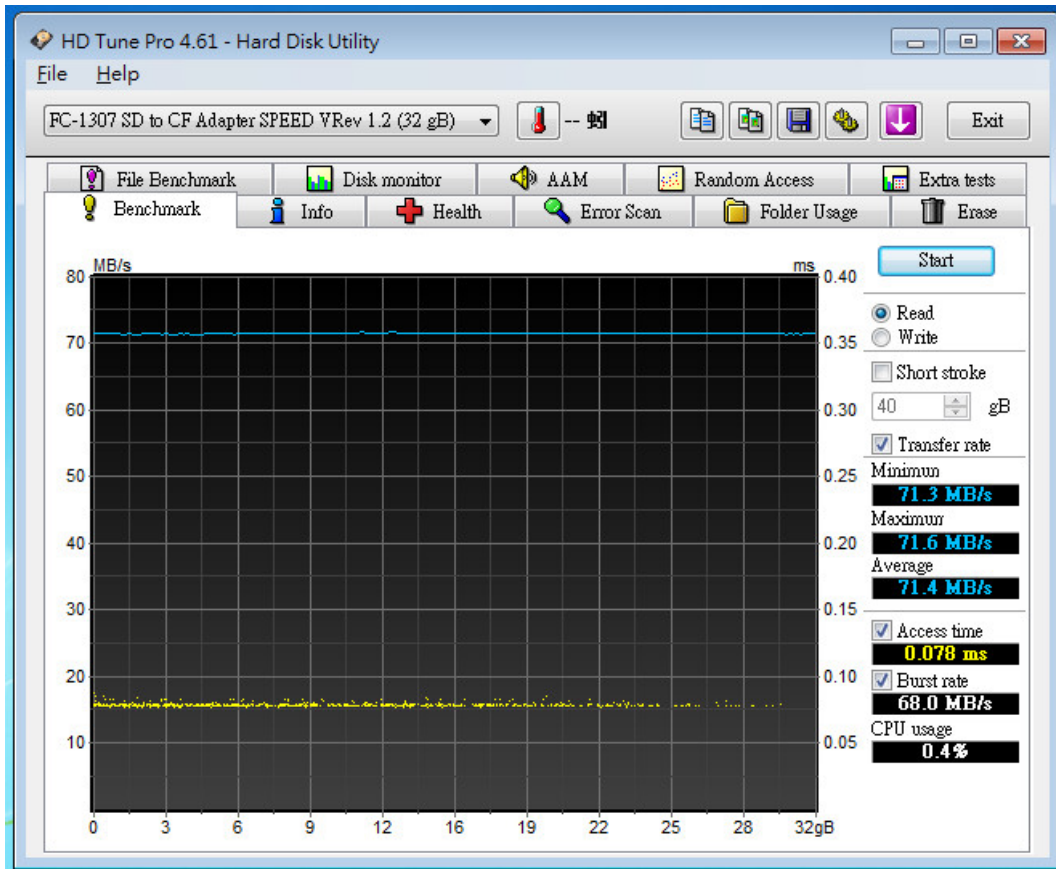 HD Tune Pro 4.61 - Hard Disk Utility
File Help
FC-1307 SD to CF Adapter SPEED VRev 1.2 (32 gB) -- 蚓 Exit
File Benchmark Disk monitor AAM Random Access Extra tests
Benchmark Info Health Error Scan Folder Usage Erase
MB/s ms
80
70
60
50
40
30
20
10
0.40
0.35
0.30
0.25
0.20
0.15
0.10
0.05
0 3 6 9 12 16 19 22 25 28 32gB
Start
Read
Write
Short stroke
40 gB
Transfer rate
Minimun
71.3 MB/s
Maximun
71.6 MB/s
Average
71.4 MB/s
Access time
0.078 ms
Burst rate
68.0 MB/s
CPU usage
0.4%